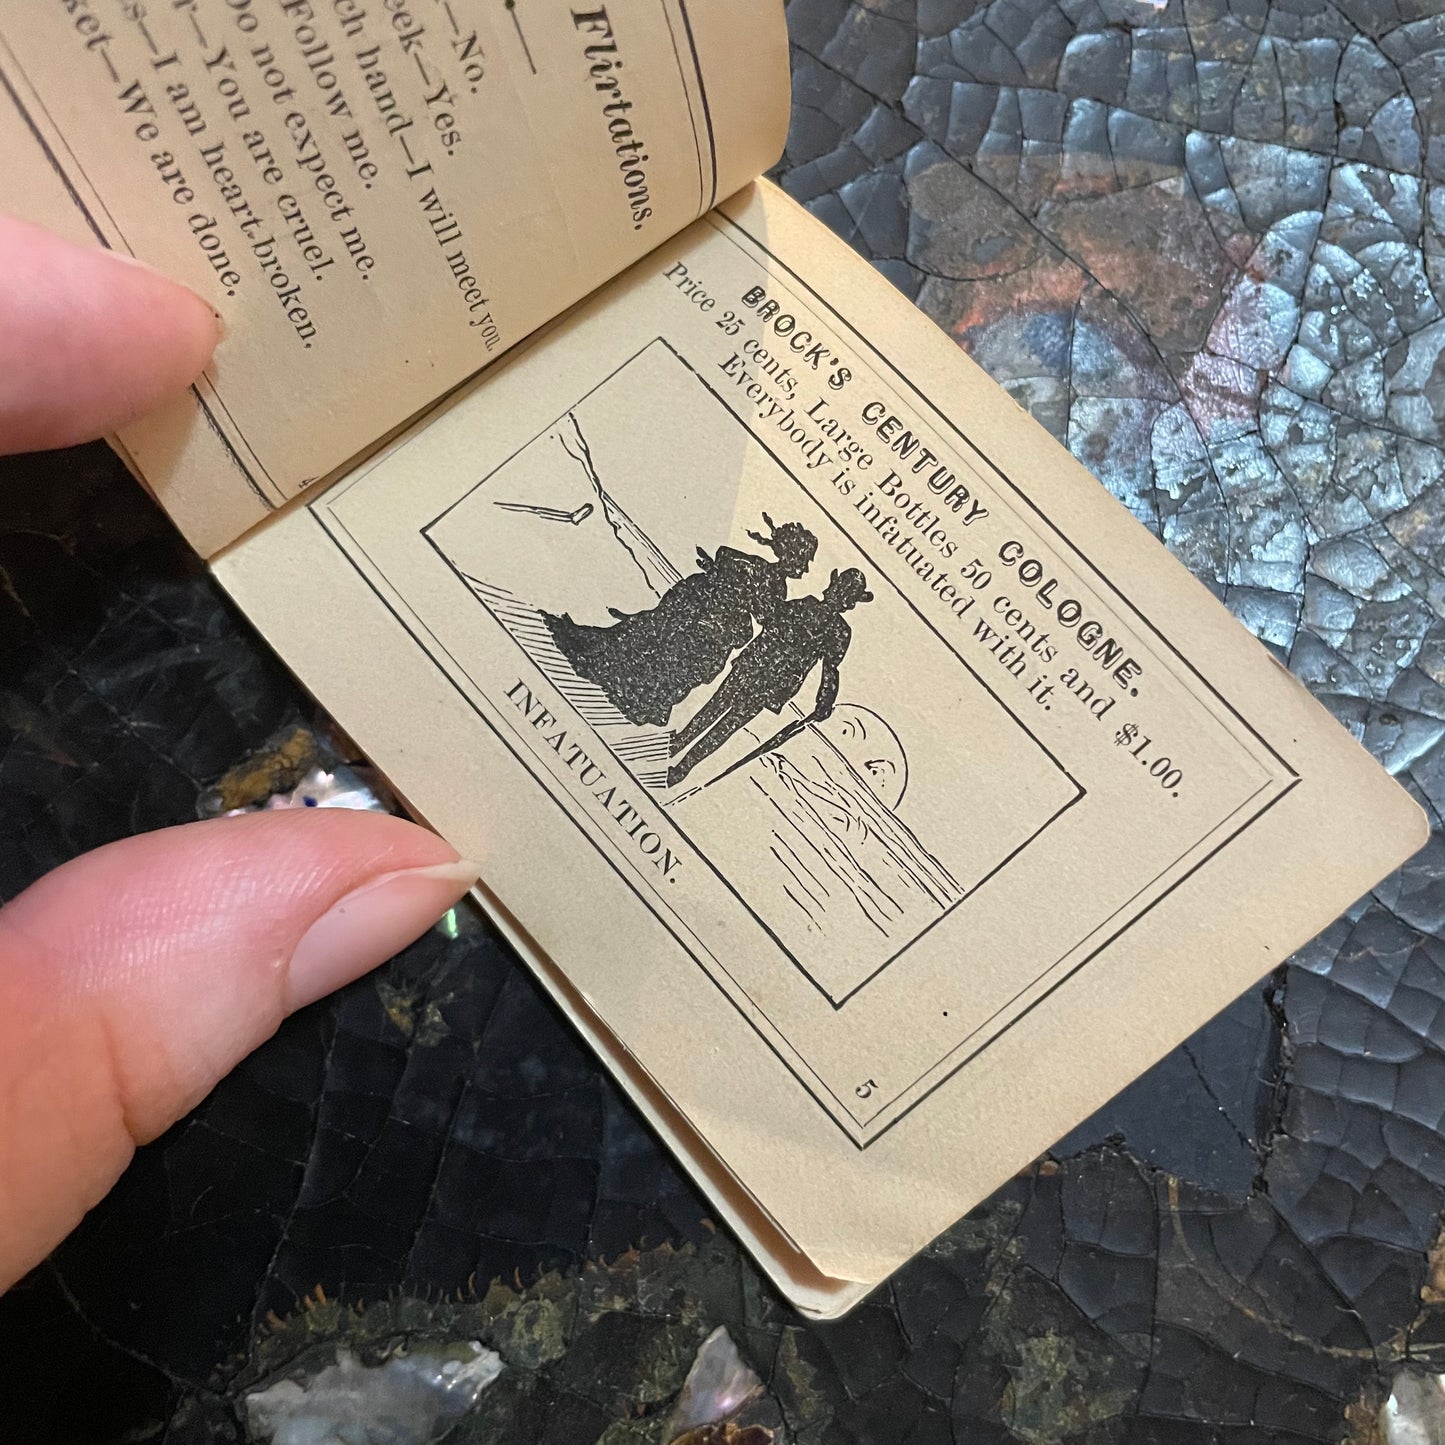 Flirtations,
—No.
—Yes.
hand—I will meet you.
Follow me.
Do not expect me.
—You are cruel.
—I am heart-broken.
—We are done.
4
BROCK'S CENTURY COLOGNE.
Price 25 cents, Large Bottles 50 cents and $1.00.
Everybody is infatuated with it.
INFATUATION.
5